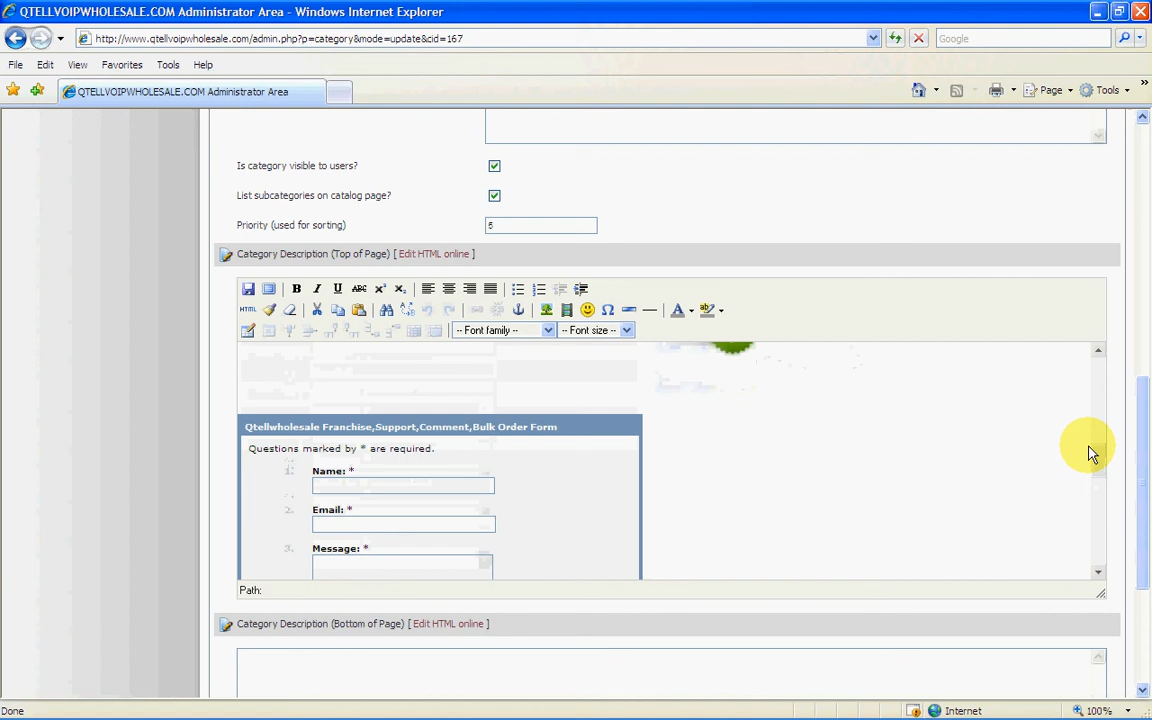 QTELLVOIPWHOLESALE.COM Administrator Area - Windows Internet Explorer
http://www.qtellvoipwholesale.com/admin.php?p=category&mode=update&cid=167
Google
File Edit View Favorites Tools Help
QTELLVOIPWHOLESALE.COM Administrator Area
Page Tools
Is category visible to users?
List subcategories on catalog page?
Priority (used for sorting)
5
Category Description (Top of Page) [ Edit HTML online ]
B I U ABC x² x₂
HTML
-- Font family -- -- Font size --
Qtellwholesale Franchise,Support,Comment,Bulk Order Form
Questions marked by * are required.
1. Name: *
2. Email: *
3. Message: *
Path:
Category Description (Bottom of Page) [ Edit HTML online ]
Done
Internet
100%